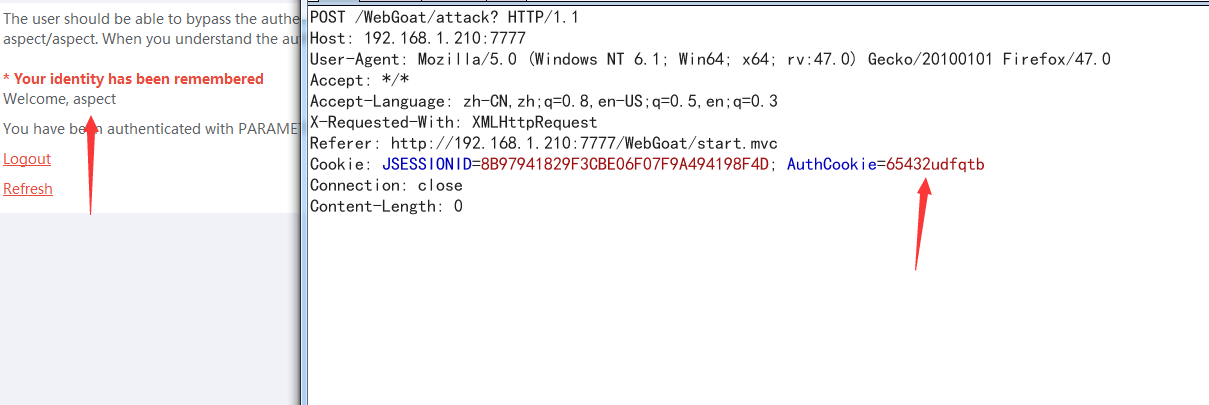 The user should be able to bypass the authe
aspect/aspect. When you understand the au
* Your identity has been remembered
Welcome, aspect
You have been authenticated with PARAME
Logout
Refresh
POST /WebGoat/attack? HTTP/1.1
Host: 192.168.1.210:7777
User-Agent: Mozilla/5.0 (Windows NT 6.1; Win64; x64; rv:47.0) Gecko/20100101 Firefox/47.0
Accept: */*
Accept-Language: zh-CN,zh;q=0.8,en-US;q=0.5,en;q=0.3
X-Requested-With: XMLHttpRequest
Referer: http://192.168.1.210:7777/WebGoat/start.mvc
Cookie: JSESSIONID=8B97941829F3CBE06F07F9A494198F4D; AuthCookie=65432udfqtb
Connection: close
Content-Length: 0